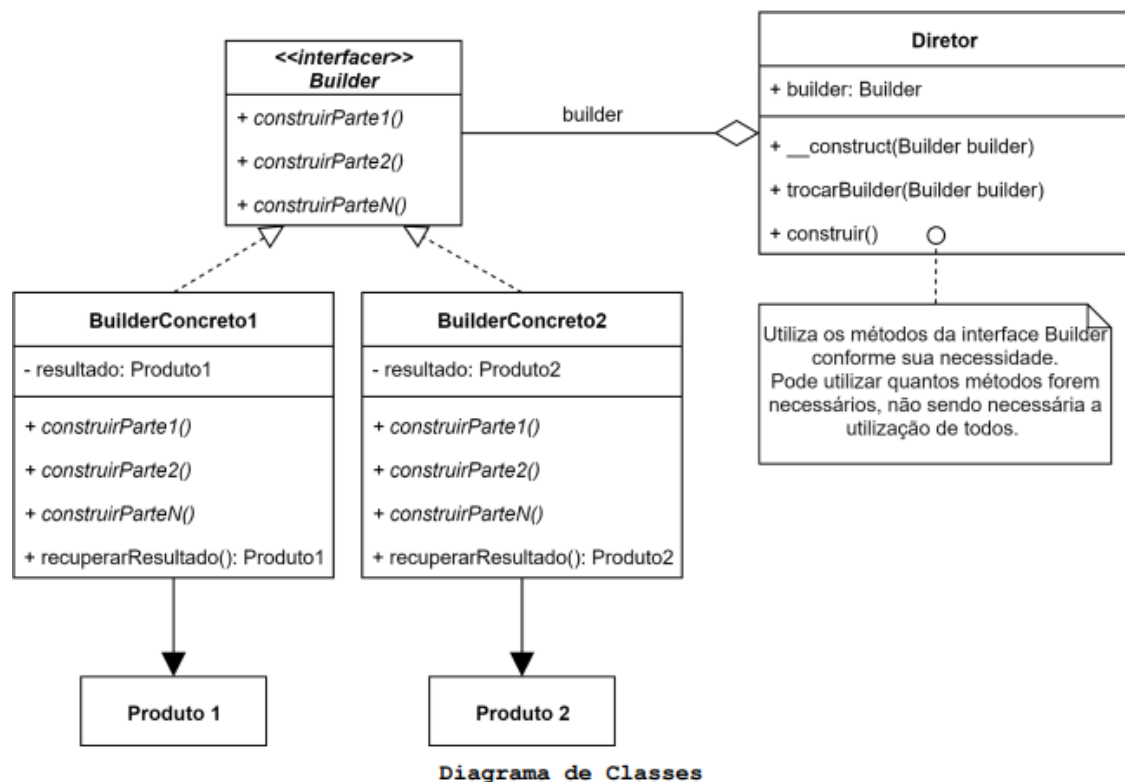 <<interfacer>>
Builder
+ construirParte1()
+ construirParte2()
+ construirParteN()
builder
Diretor
+ builder: Builder
+ __construct(Builder builder)
+ trocarBuilder(Builder builder)
+ construir()
Utiliza os métodos da interface Builder
conforme sua necessidade.
Pode utilizar quantos métodos forem
necessários, não sendo necessária a
utilização de todos.
BuilderConcreto1
- resultado: Produto1
+ construirParte1()
+ construirParte2()
+ construirParteN()
+ recuperarResultado(): Produto1
BuilderConcreto2
- resultado: Produto2
+ construirParte1()
+ construirParte2()
+ construirParteN()
+ recuperarResultado(): Produto2
Produto 1
Produto 2
Diagrama de Classes